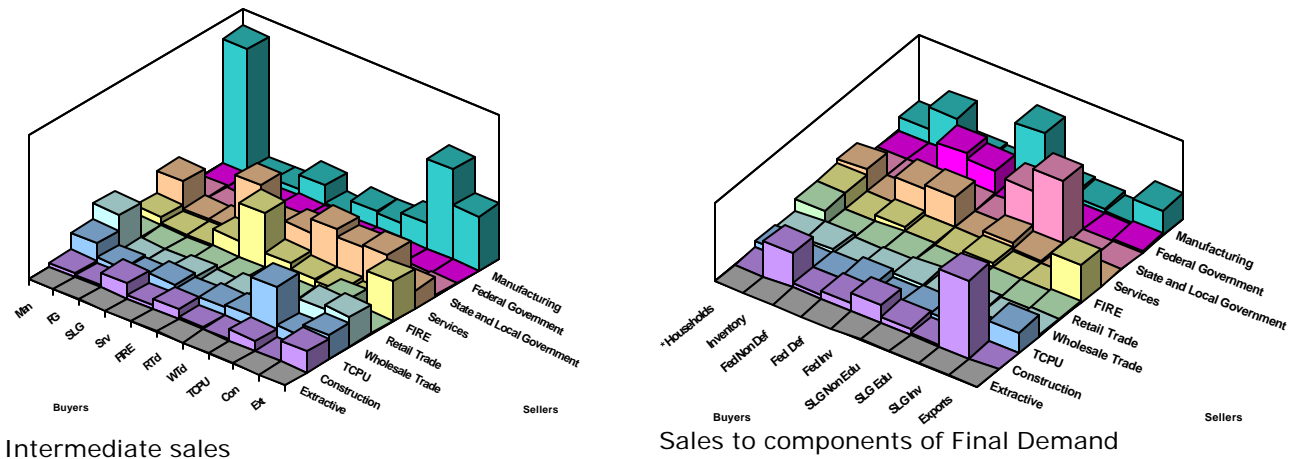 Manufacturing
Federal Government
State and Local Government
Services
FIRE
Retail Trade
Wholesale Trade
TCPU
Construction
Extractive
Mfn
FG
SLG
Srv
FIRE
RTrd
WTrd
TCPU
Con
Ext
Buyers
Sellers
Intermediate sales
Manufacturing
Federal Government
State and Local Government
Services
FIRE
Retail Trade
Wholesale Trade
TCPU
Construction
Extractive
*Households
Inventory
Fed Non Def
Fed Def
Fed Inv
SLG Non Edu
SLG Edu
SLG Inv
Exports
Buyers
Sellers
Sales to components of Final Demand